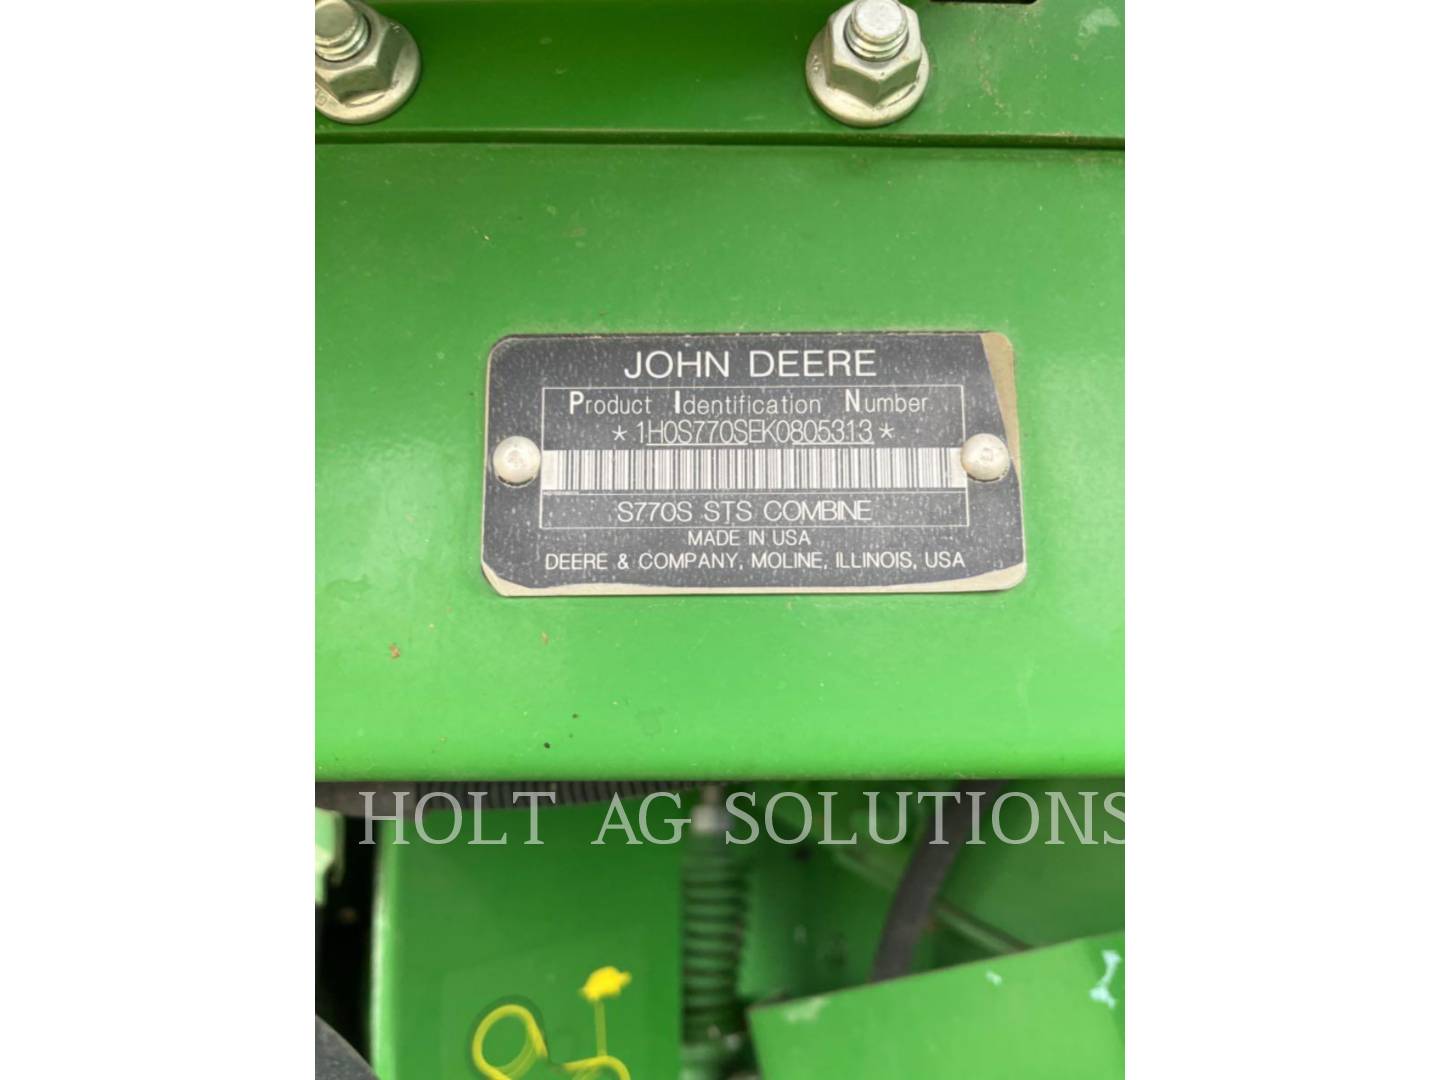 JOHN DEERE
Product Identification Number
*1H0S770SEK0805313*
S770S STS COMBINE
MADE IN USA
DEERE & COMPANY, MOLINE, ILLINOIS, USA
HOLT AG SOLUTIONS